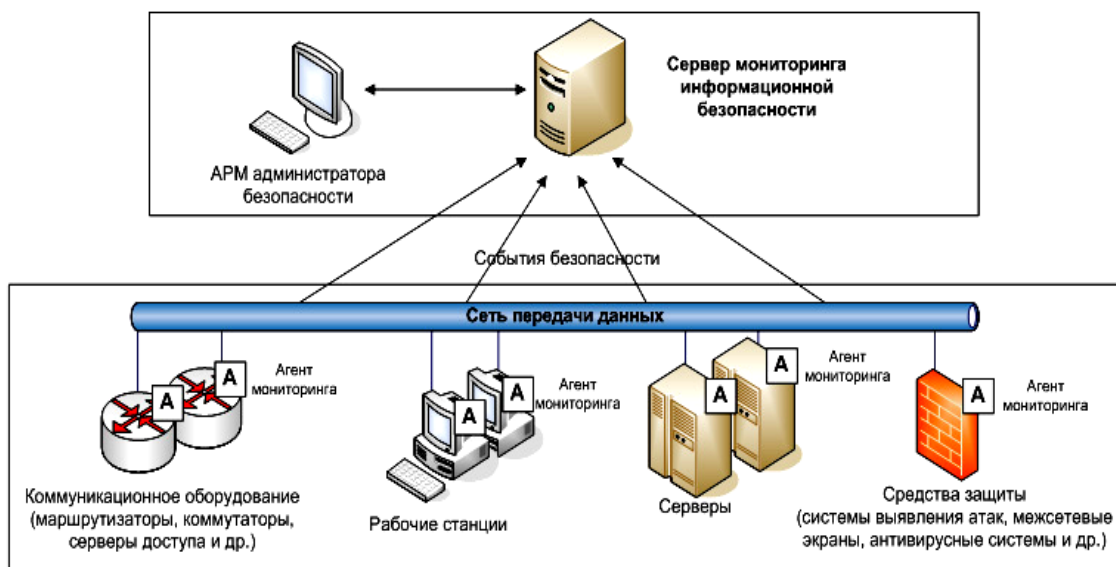 Сервер мониторинга
информационной
безопасности
АРМ администратора
безопасности
События безопасности
Сеть передачи данных
А
А
Агент
мониторинга
А
А
Агент
мониторинга
А
А
Агент
мониторинга
А
Агент
мониторинга
Коммуникационное оборудование
(маршрутизаторы, коммутаторы,
серверы доступа и др.)
Рабочие станции
Серверы
Средства защиты
(системы выявления атак, межсетевые
экраны, антивирусные системы и др.)